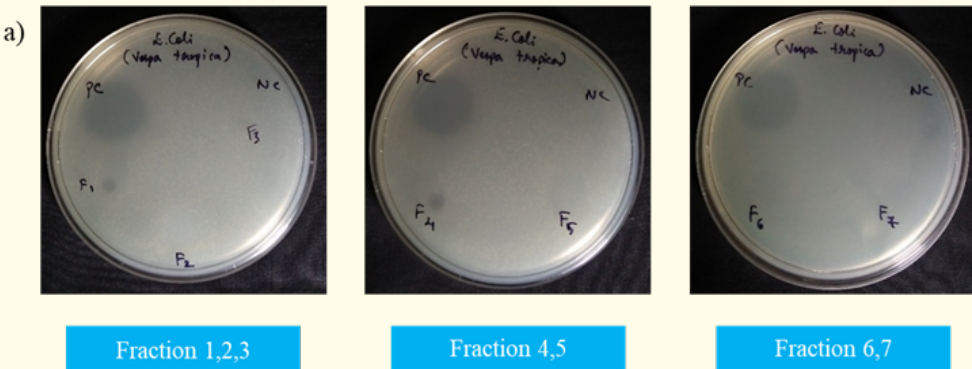 a)
E. Coli
(Vespa tropica)
PC
NC
F3
F1
F2
E. Coli
(Vespa tropica)
PC
NC
F4
F5
E. Coli
(Vespa tropica)
PC
NC
F6
F7
Fraction 1,2,3
Fraction 4,5
Fraction 6,7